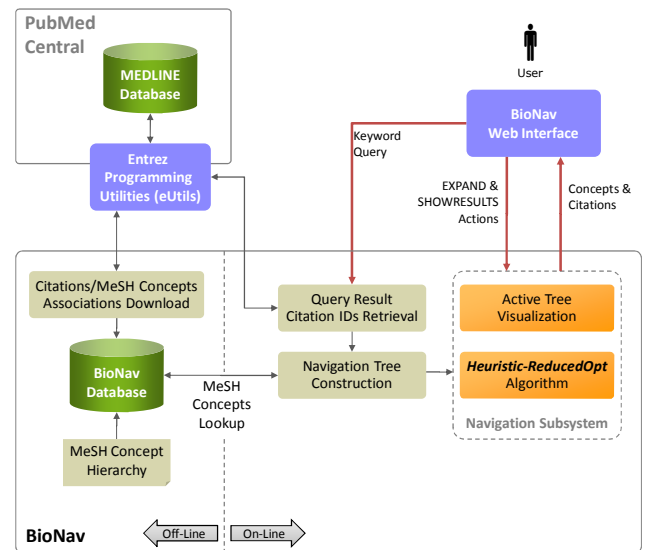 PubMed
Central
MEDLINE
Database
User
BioNav
Web Interface
Keyword
Query
Entrez
Programming
Utilities (eUtils)
EXPAND &
SHOWRESULTS
Actions
Concepts &
Citations
Citations/MeSH Concepts
Associations Download
Query Result
Citation IDs Retrieval
Active Tree
Visualization
BioNav
Database
MeSH
Concepts
Lookup
Navigation Tree
Construction
Heuristic-ReducedOpt
Algorithm
Navigation Subsystem
MeSH Concept
Hierarchy
BioNav
Off-Line
On-Line